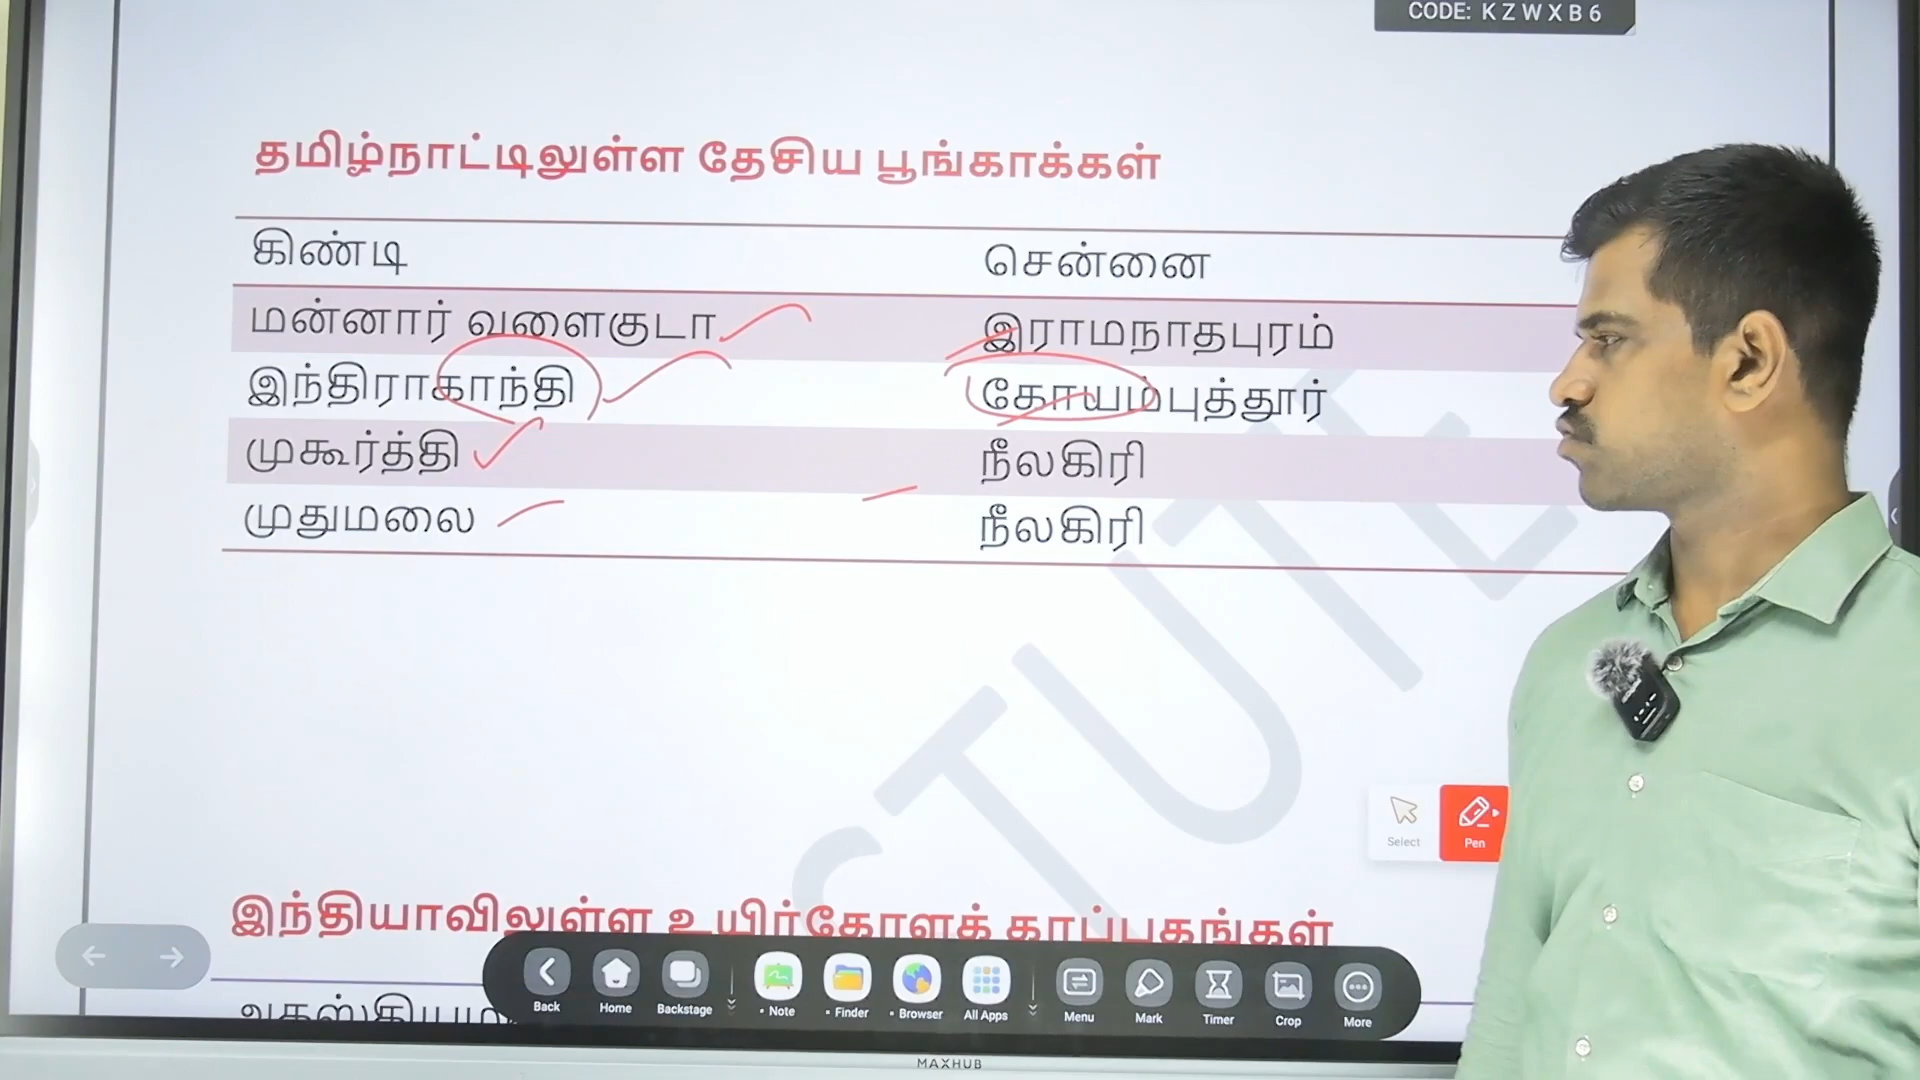 CODE: KZWXB6
தமிழ்நாட்டிலுள்ள தேசிய பூங்காக்கள்
கிண்டி சென்னை
மன்னார் வளைகுடா இராமநாதபுரம்
இந்திராகாந்தி கோயம்புத்தூர்
முகூர்த்தி நீலகிரி
முதுமலை நீலகிரி
STUTE
Select Pen
இந்தியாவிலுள்ள உயிர்கோளக் காப்பகங்கள்
Back Home Backstage Note Finder Browser All Apps Menu Mark Timer Crop More
MAXHUB